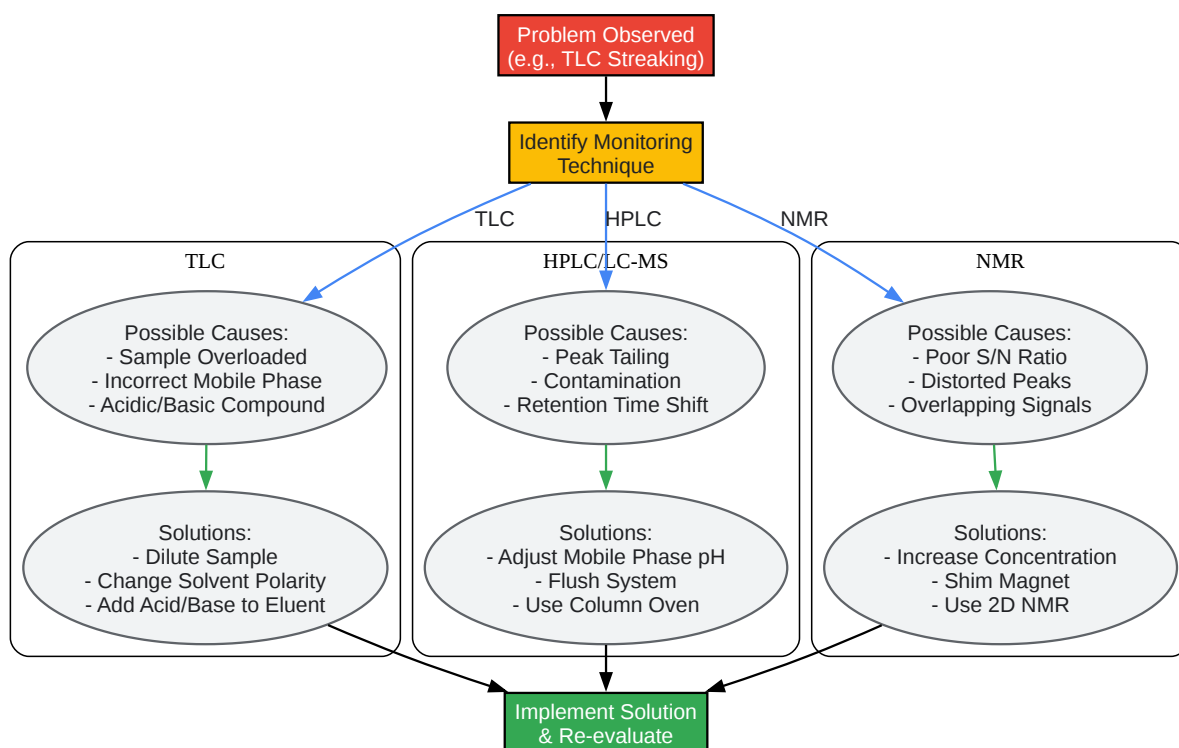 Problem Observed
(e.g., TLC Streaking)
Identify Monitoring
Technique
TLC
HPLC
NMR
TLC
Possible Causes:
- Sample Overloaded
- Incorrect Mobile Phase
- Acidic/Basic Compound
Solutions:
- Dilute Sample
- Change Solvent Polarity
- Add Acid/Base to Eluent
HPLC/LC-MS
Possible Causes:
- Peak Tailing
- Contamination
- Retention Time Shift
Solutions:
- Adjust Mobile Phase pH
- Flush System
- Use Column Oven
NMR
Possible Causes:
- Poor S/N Ratio
- Distorted Peaks
- Overlapping Signals
Solutions:
- Increase Concentration
- Shim Magnet
- Use 2D NMR
Implement Solution
& Re-evaluate